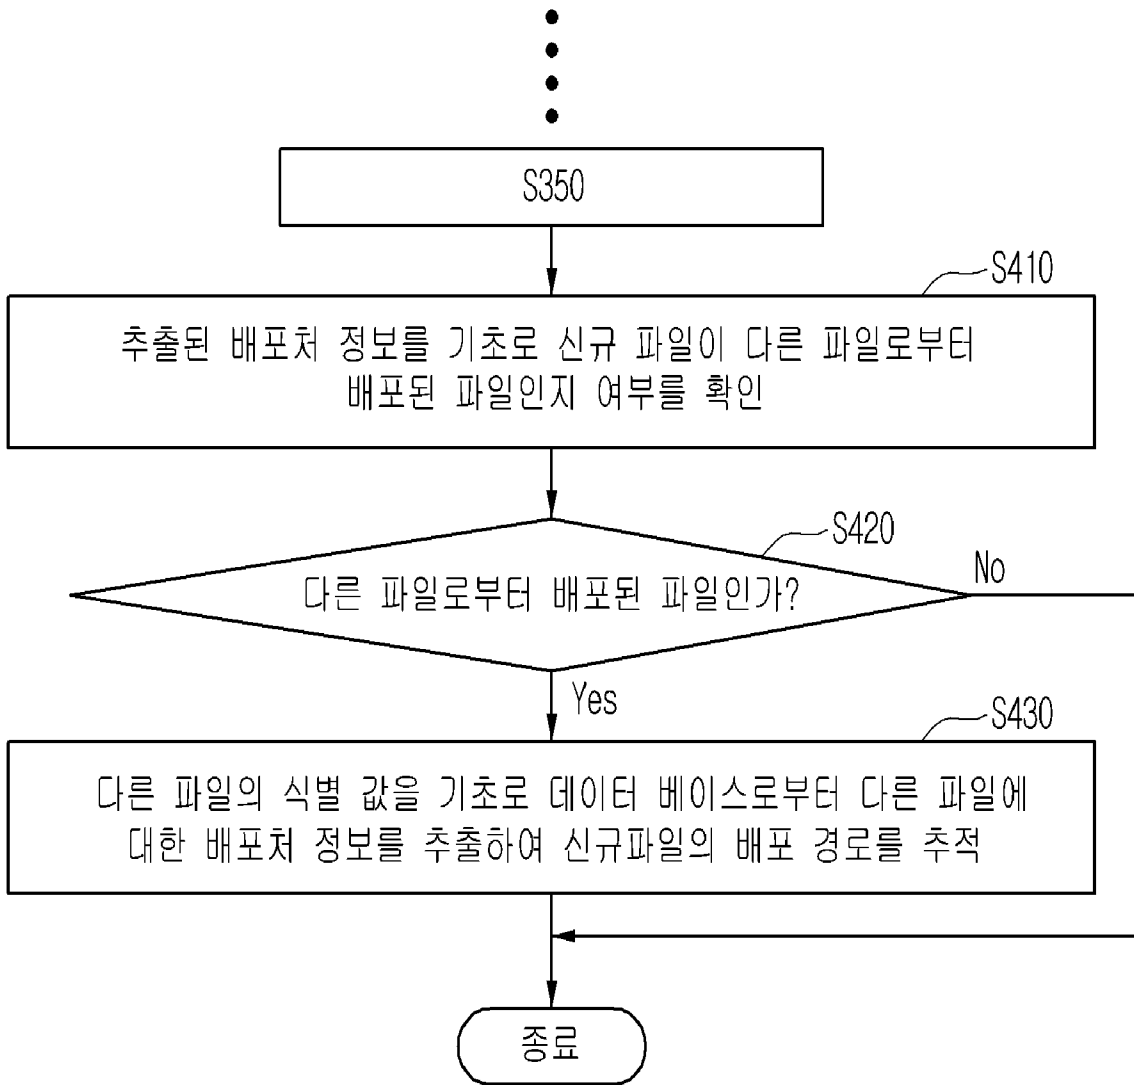 S350
S410
추출된 배포처 정보를 기초로 신규 파일이 다른 파일로부터
배포된 파일인지 여부를 확인
S420
다른 파일로부터 배포된 파일인가?
No
Yes
S430
다른 파일의 식별 값을 기초로 데이터 베이스로부터 다른 파일에
대한 배포처 정보를 추출하여 신규파일의 배포 경로를 추적
종료